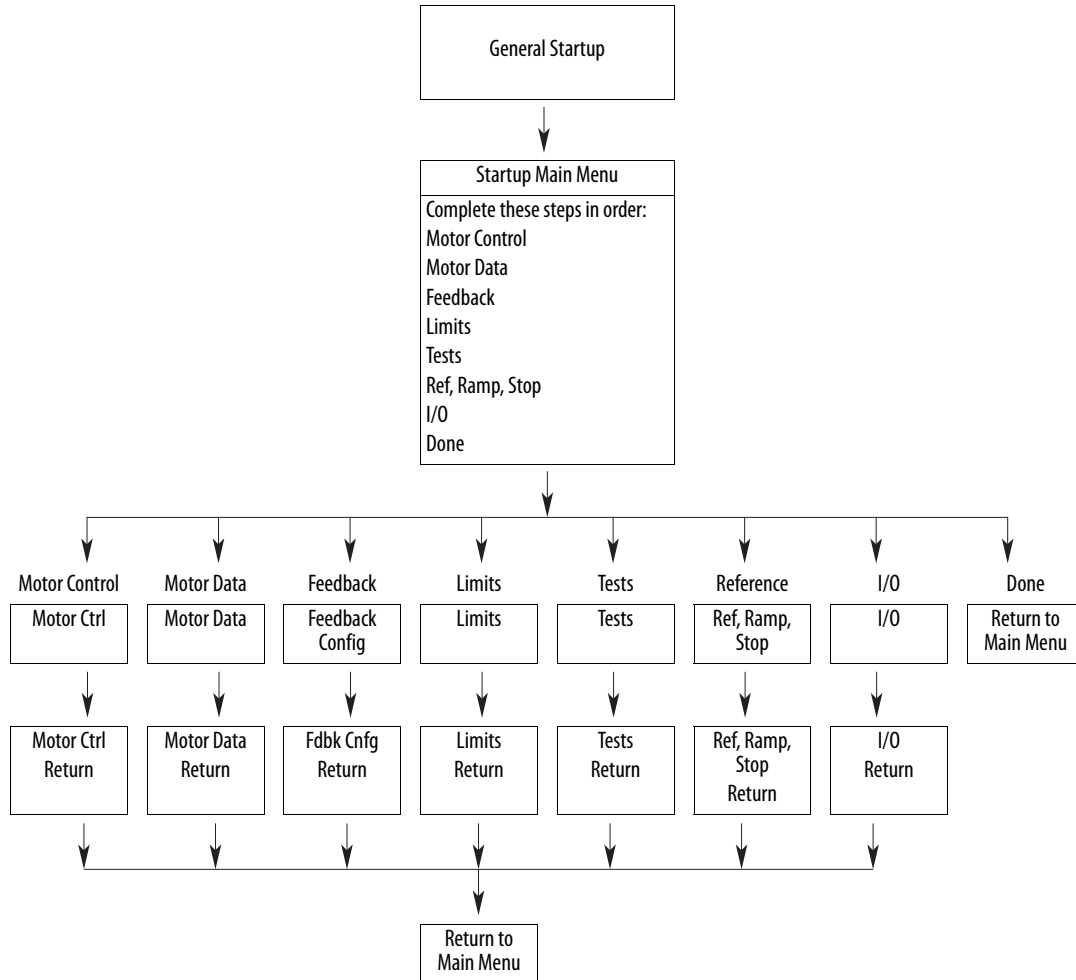 General Startup
Startup Main Menu
Complete these steps in order:
Motor Control
Motor Data
Feedback
Limits
Tests
Ref, Ramp, Stop
I/O
Done
Motor Control
Motor Data
Feedback
Limits
Tests
Reference
I/O
Done
Motor Ctrl
Motor Data
Feedback
Config
Limits
Tests
Ref, Ramp,
Stop
I/O
Return to
Main Menu
Motor Ctrl
Return
Motor Data
Return
Fdbk Cnfg
Return
Limits
Return
Tests
Return
Ref, Ramp,
Stop
Return
I/O
Return
Return to
Main Menu